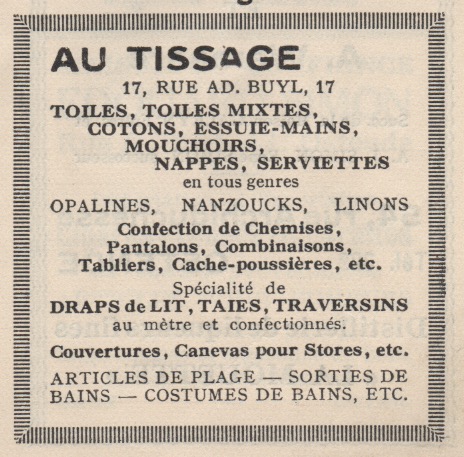 AU TISSAGE
17, RUE AD. BUYL, 17
TOILES, TOILES MIXTES,
COTONS, ESSUIE-MAINS,
MOUCHOIRS,
NAPPES, SERVIETTES
en tous genres
OPALINES, NANZOUCKS, LINONS
Confection de Chemises,
Pantalons, Combinaisons,
Tabliers, Cache-poussières, etc.
Spécialité de
DRAPS de LIT, TAIES, TRAVERSINS
au mètre et confectionnés.
Couvertures, Canevas pour Stores, etc.
ARTICLES DE PLAGE — SORTIES DE
BAINS — COSTUMES DE BAINS, ETC.